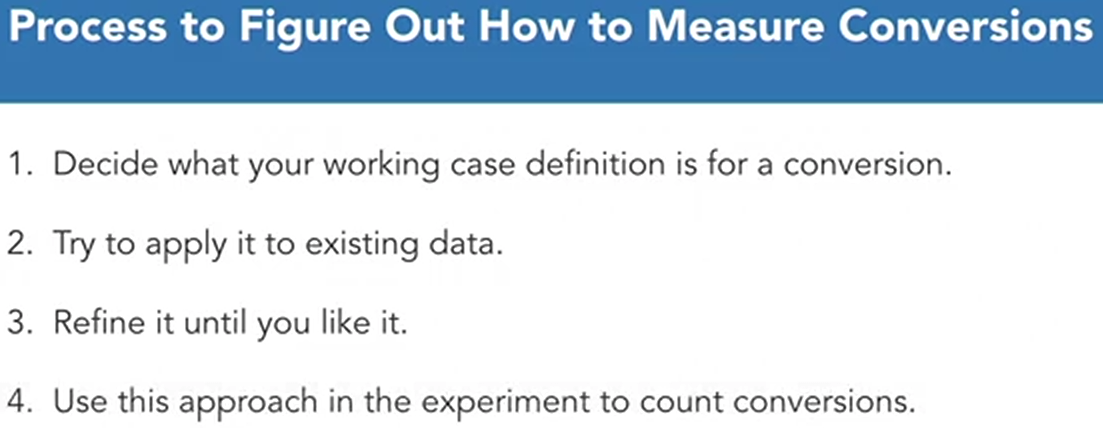 Process to Figure Out How to Measure Conversions
1. Decide what your working case definition is for a conversion.
2. Try to apply it to existing data.
3. Refine it until you like it.
4. Use this approach in the experiment to count conversions.